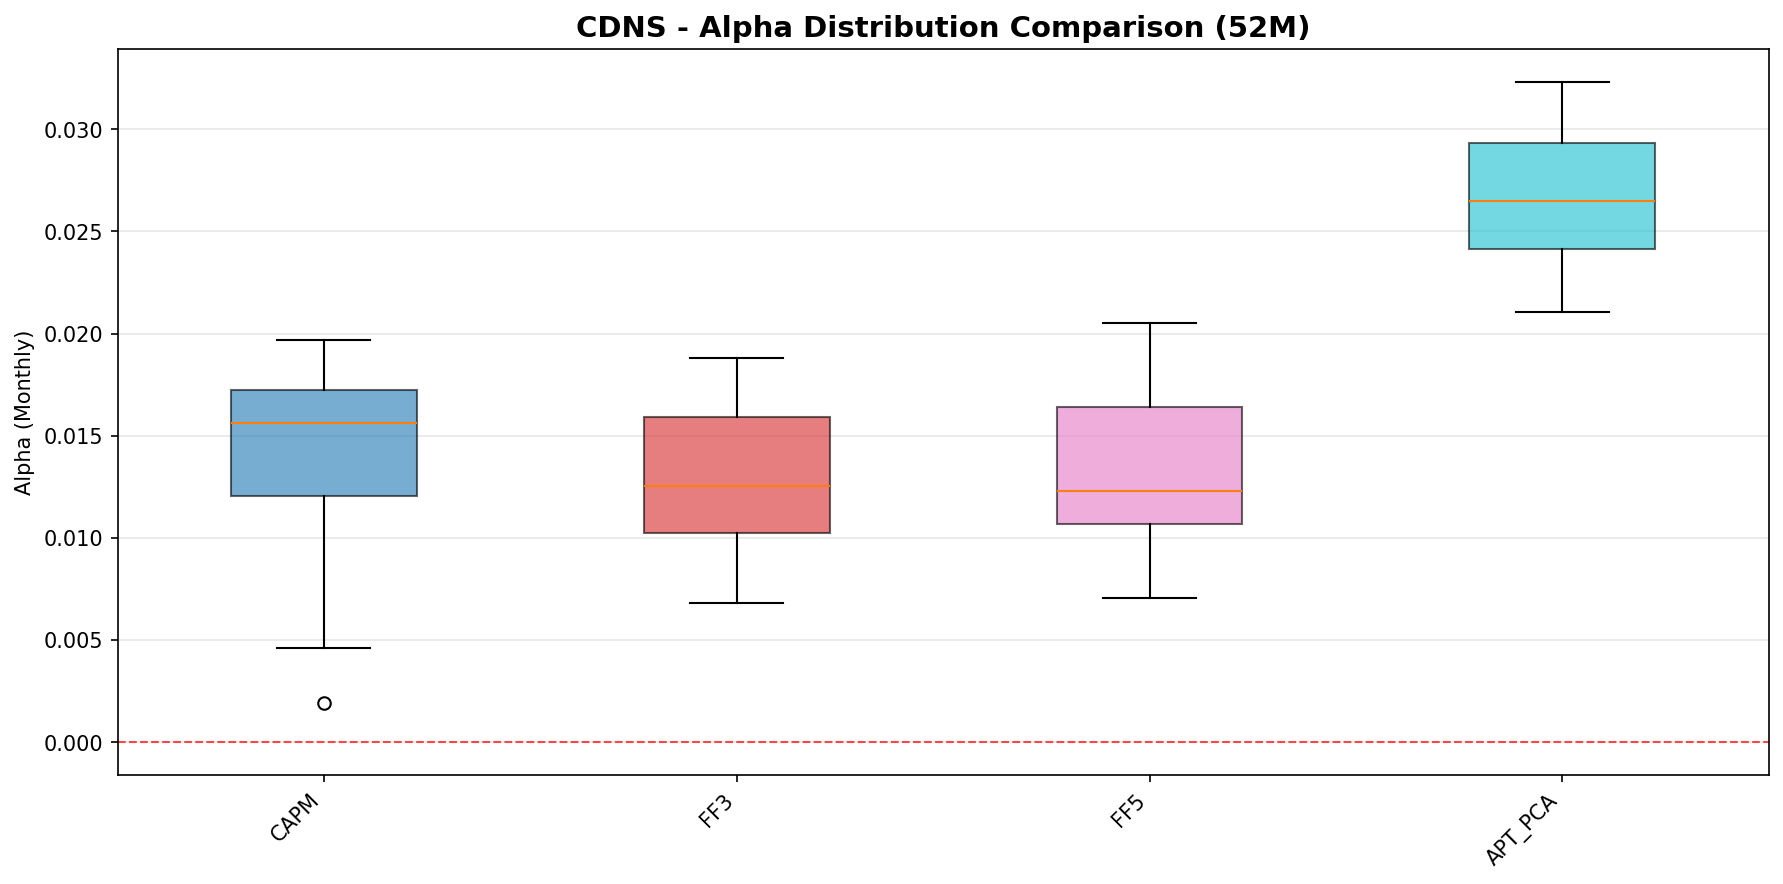 CDNS - Alpha Distribution Comparison (52M)
Alpha (Monthly)
0.030
0.025
0.020
0.015
0.010
0.005
0.000
CAPM
FF3
FF5
APT_PCA